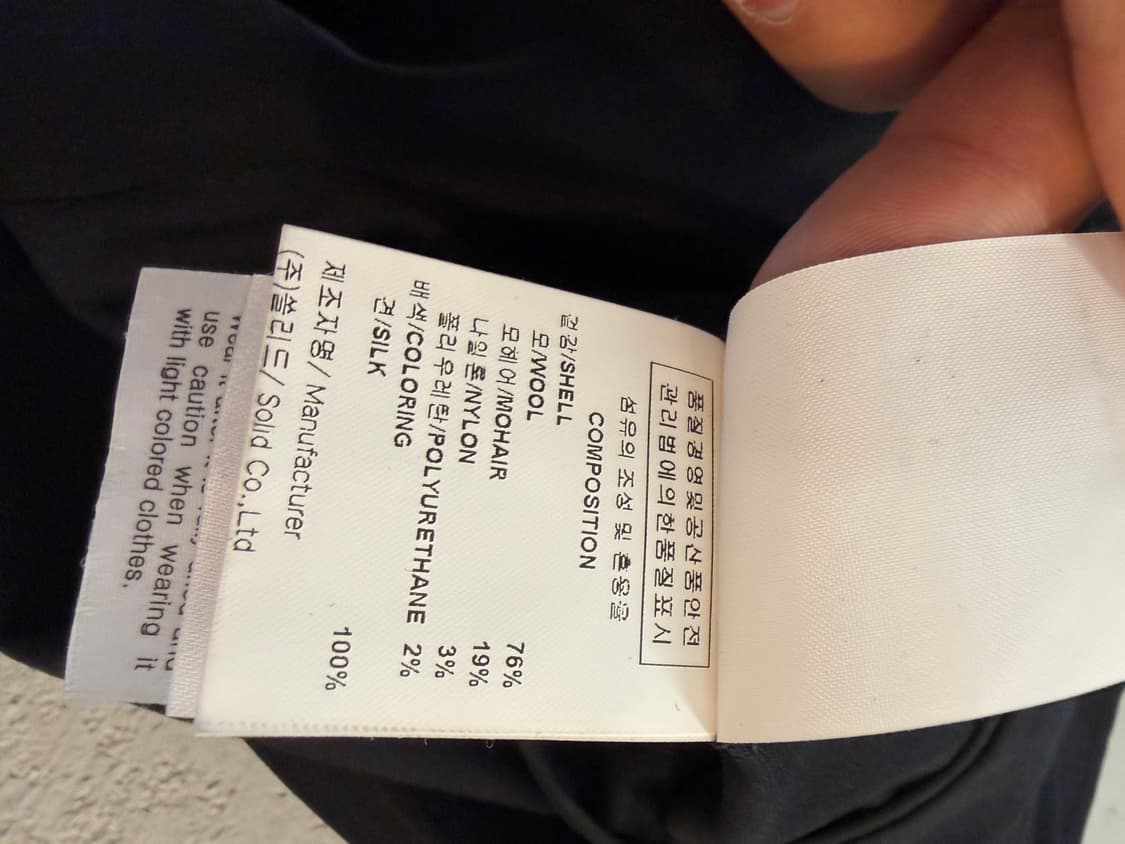 품질경영및공산품안전
관리법에의한품질표시
섬유의 조성 및 혼용율
COMPOSITION
겉감/SHELL
모/WOOL 76%
모헤어/MOHAIR 19%
나일론/NYLON 3%
폴리우레탄/POLYURETHANE 2%
배색/COLORING
견/SILK 100%
제조자명 / Manufacturer
(주)쏠리드/ Solid Co.,Ltd
use caution when wearing it
with light colored clothes.